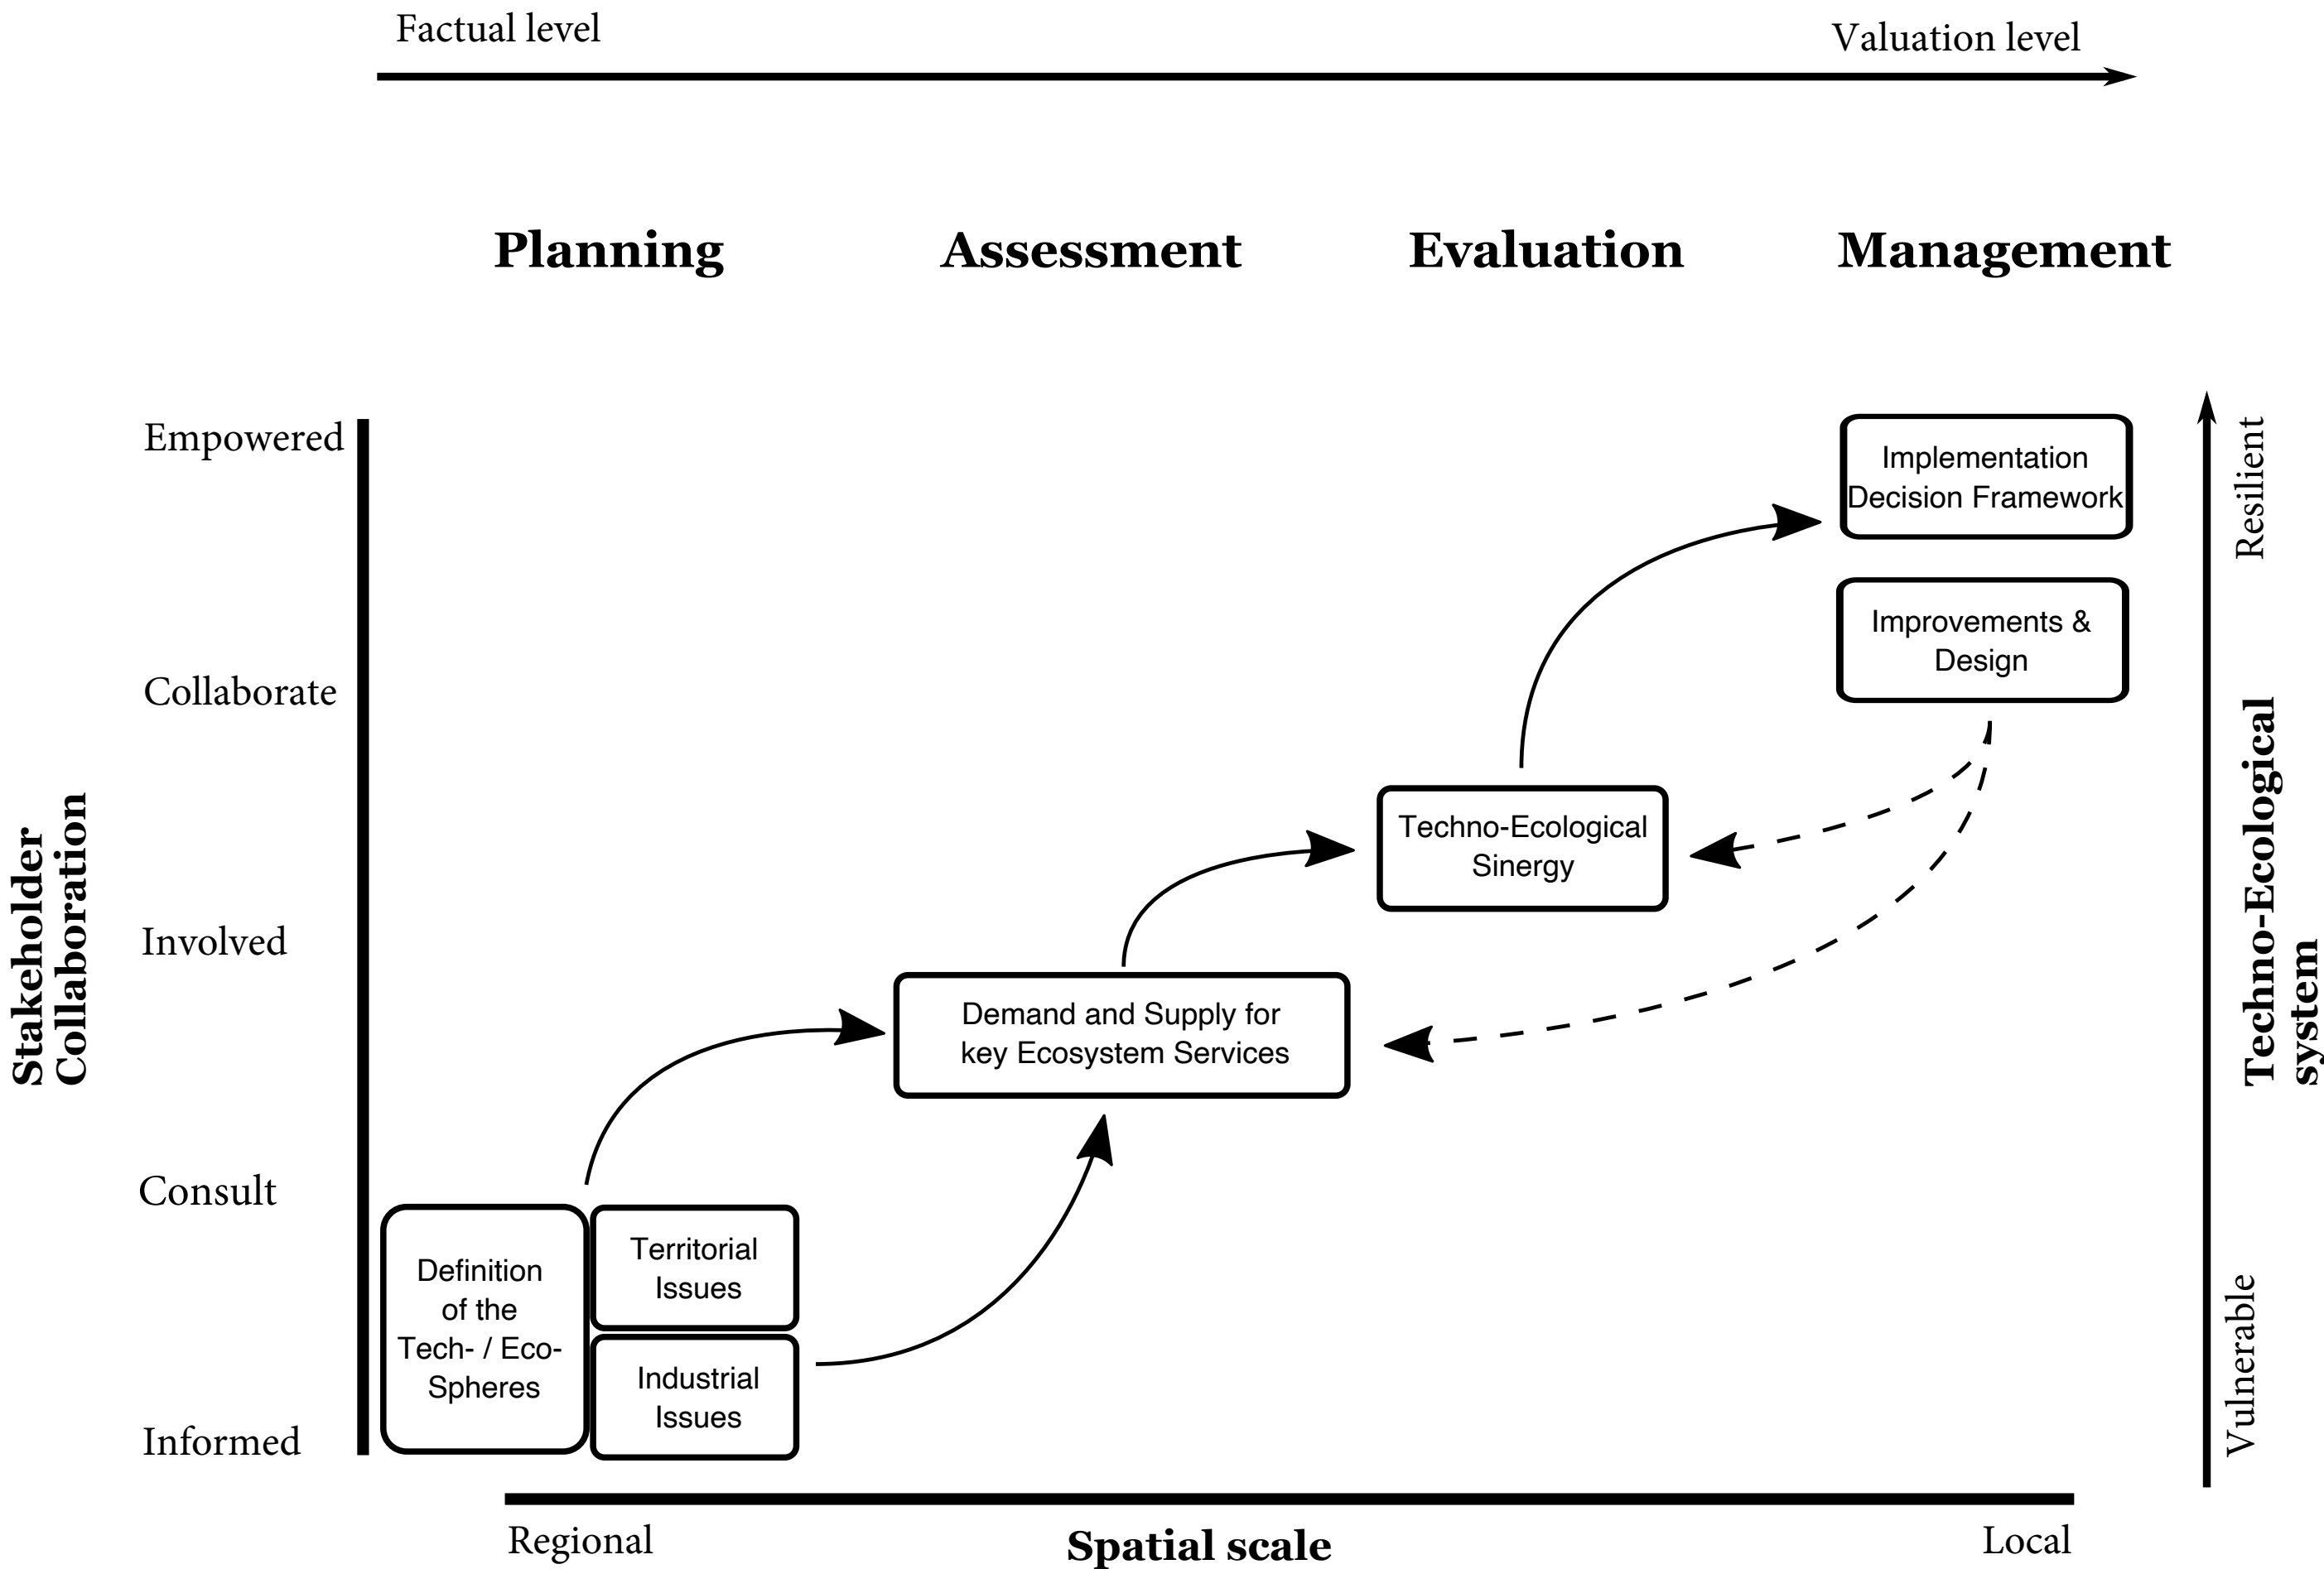 Factual level
Valuation level
Planning
Assessment
Evaluation
Management
Empowered
Collaborate
Involved
Consult
Informed
Stakeholder
Collaboration
Implementation
Decision Framework
Improvements &
Design
Techno-Ecological
Sinergy
Demand and Supply for
key Ecosystem Services
Definition
of the
Tech- / Eco-
Spheres
Territorial
Issues
Industrial
Issues
Resilient
Techno-Ecological
system
Vulnerable
Regional
Spatial scale
Local